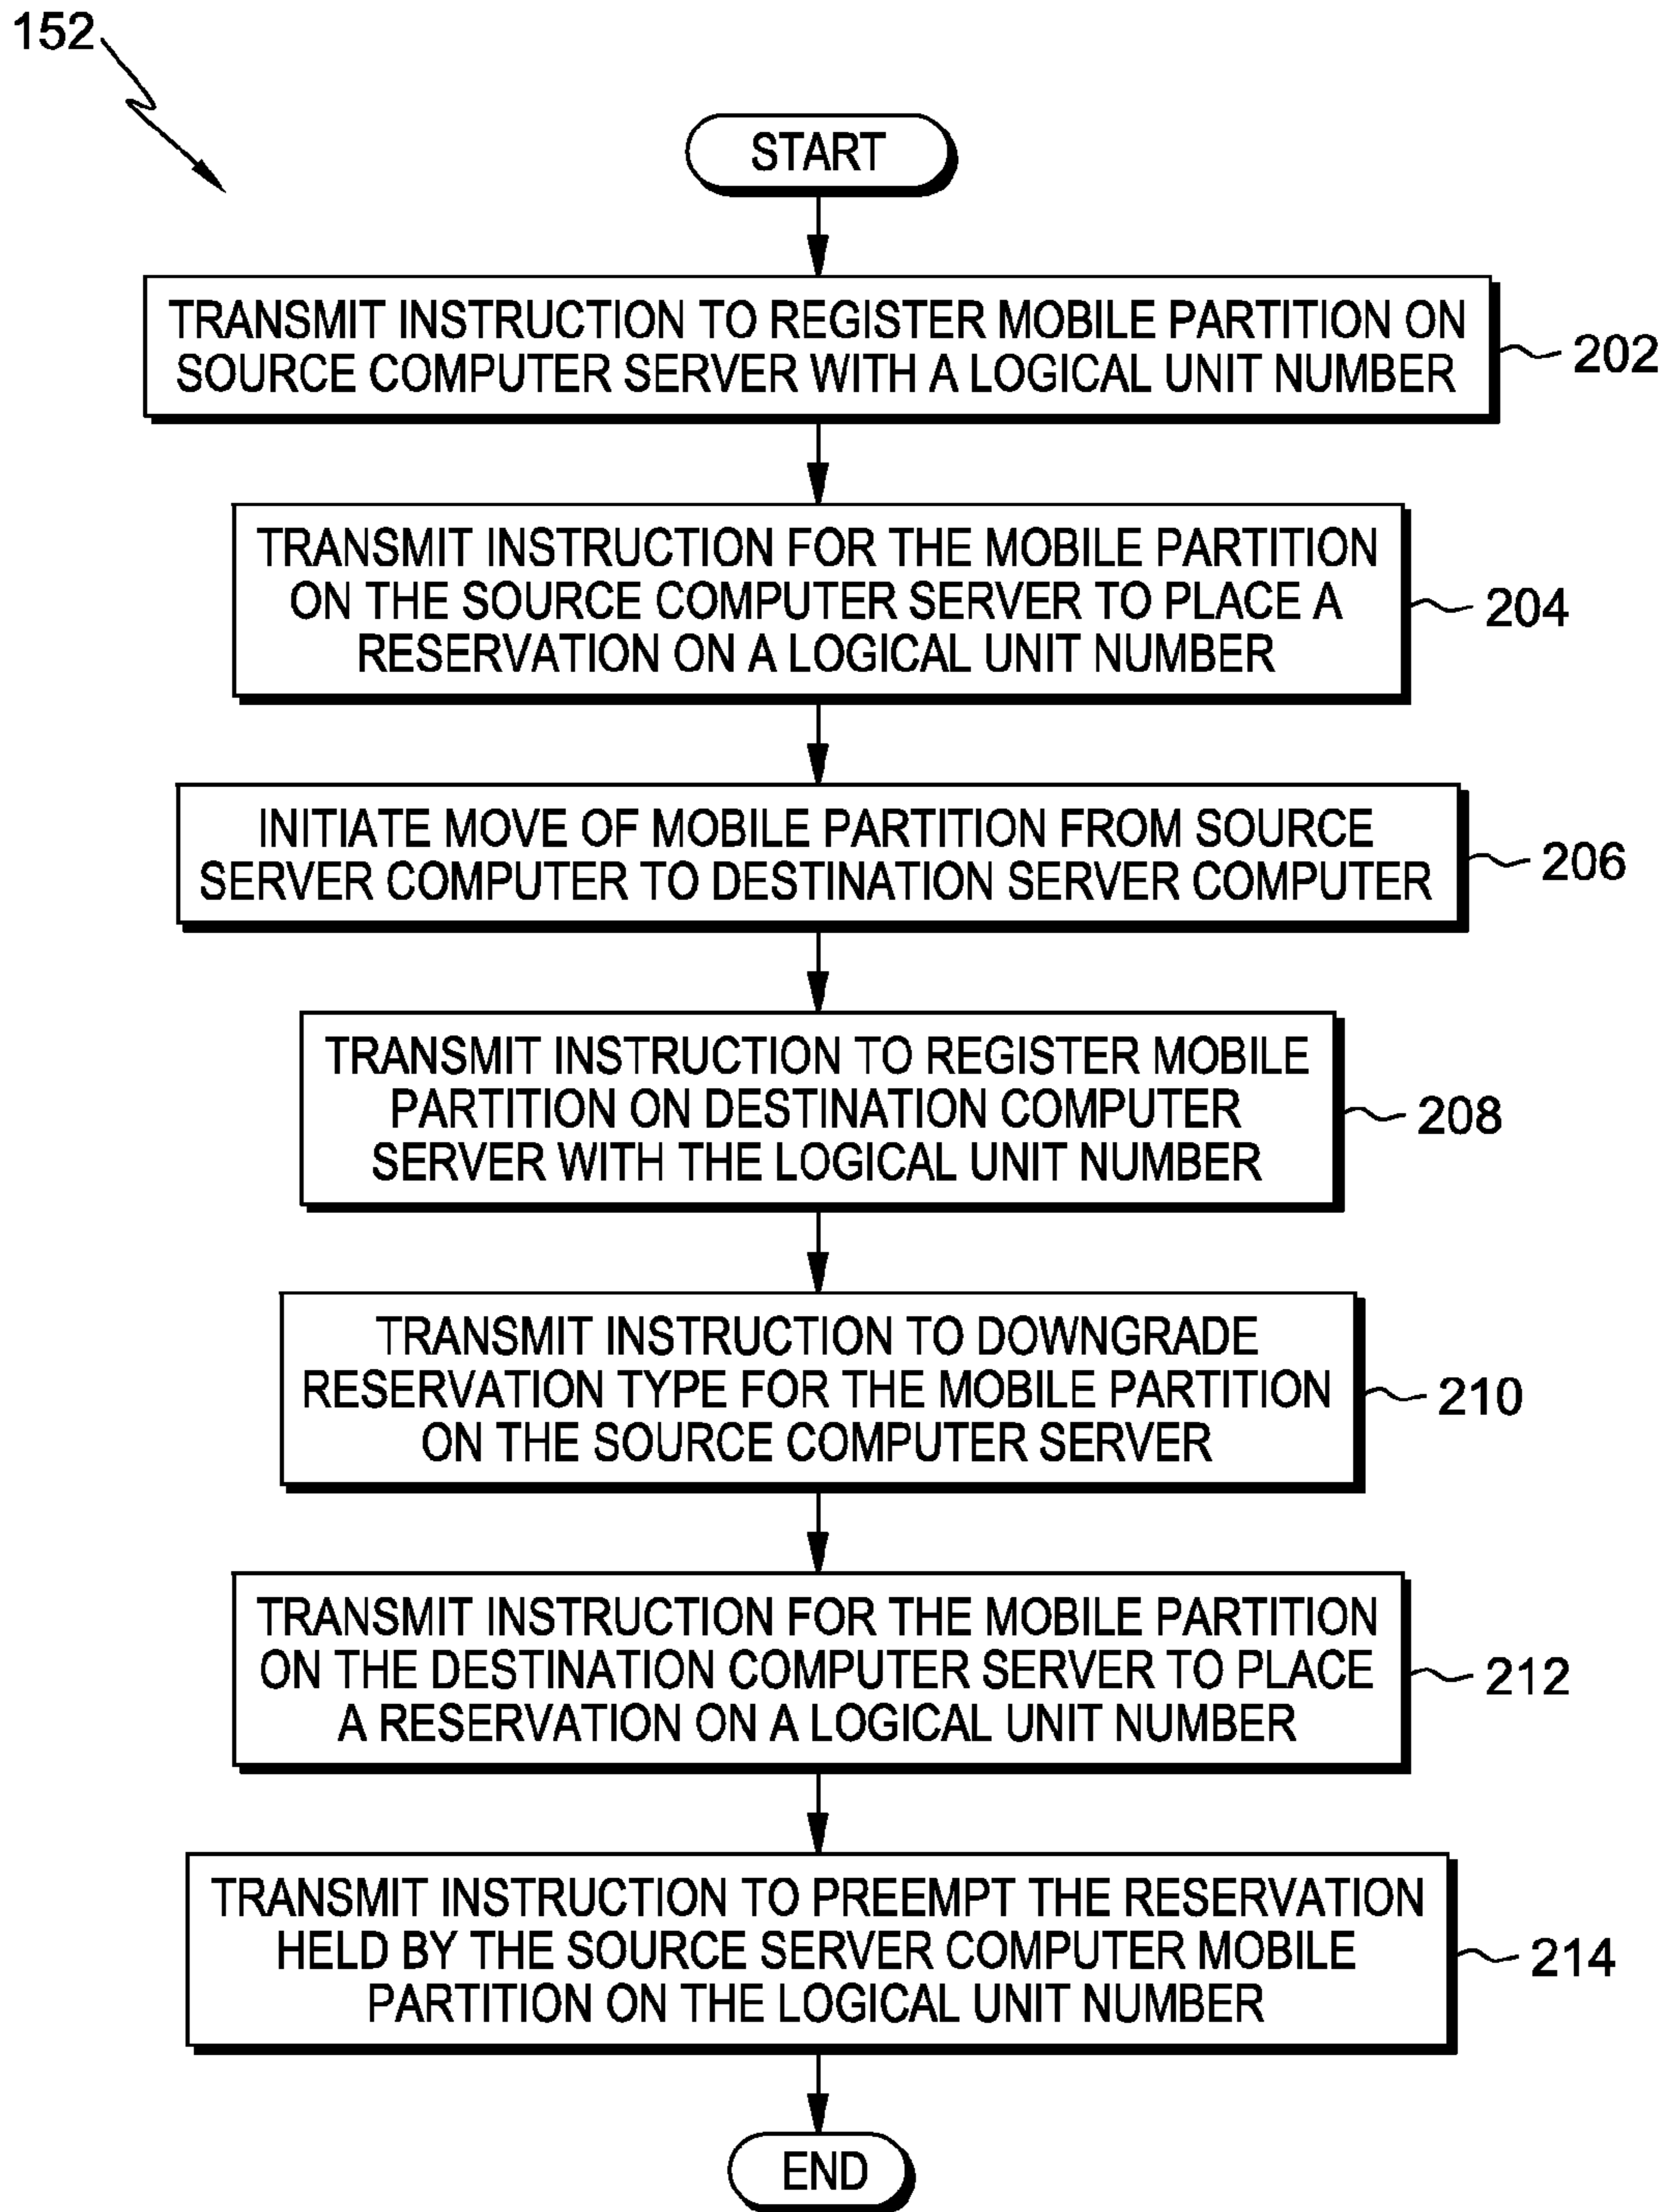 152
START
TRANSMIT INSTRUCTION TO REGISTER MOBILE PARTITION ON
SOURCE COMPUTER SERVER WITH A LOGICAL UNIT NUMBER
202
TRANSMIT INSTRUCTION FOR THE MOBILE PARTITION
ON THE SOURCE COMPUTER SERVER TO PLACE A
RESERVATION ON A LOGICAL UNIT NUMBER
204
INITIATE MOVE OF MOBILE PARTITION FROM SOURCE
SERVER COMPUTER TO DESTINATION SERVER COMPUTER
206
TRANSMIT INSTRUCTION TO REGISTER MOBILE
PARTITION ON DESTINATION COMPUTER
SERVER WITH THE LOGICAL UNIT NUMBER
208
TRANSMIT INSTRUCTION TO DOWNGRADE
RESERVATION TYPE FOR THE MOBILE PARTITION
ON THE SOURCE COMPUTER SERVER
210
TRANSMIT INSTRUCTION FOR THE MOBILE PARTITION
ON THE DESTINATION COMPUTER SERVER TO PLACE
A RESERVATION ON A LOGICAL UNIT NUMBER
212
TRANSMIT INSTRUCTION TO PREEMPT THE RESERVATION
HELD BY THE SOURCE SERVER COMPUTER MOBILE
PARTITION ON THE LOGICAL UNIT NUMBER
214
END